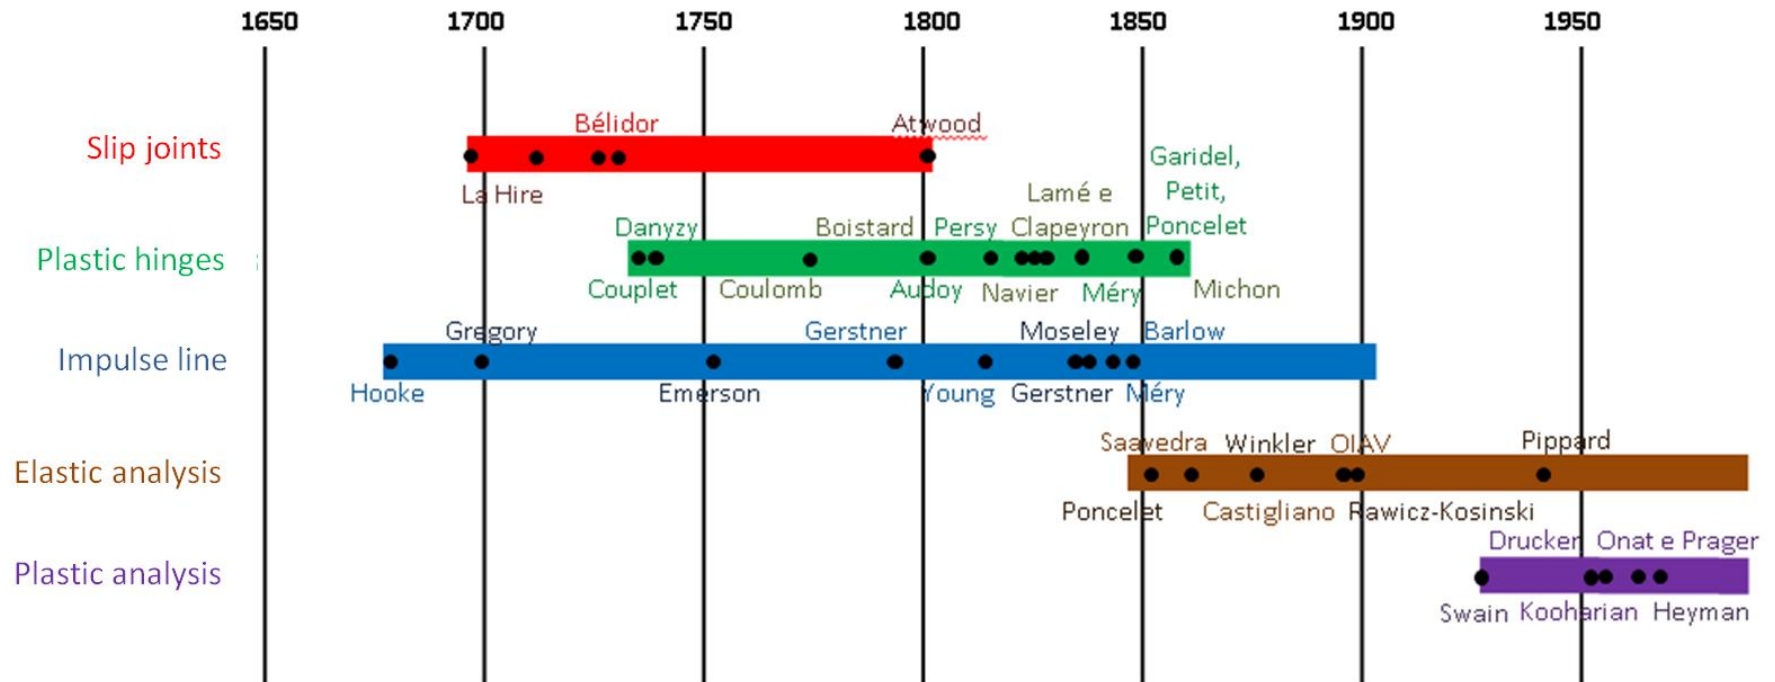 1650 1700 1750 1800 1850 1900 1950
Bélidor Atwood
Slip joints
La Hire
Garidel,
Lamé e Petit,
Danyzy Boistard Persy Clapeyron Poncelet
Plastic hinges
Couplet Coulomb Audoy Navier Méry Michon
Gregory Gerstner Moseley Barlow
Impulse line
Hooke Emerson Young Gerstner Méry
Saavedra Winkler OIAV Pippard
Elastic analysis
Poncelet Castigliano Rawicz-Kosinski
Drucker Onat e Prager
Plastic analysis
Swain Kooharian Heyman